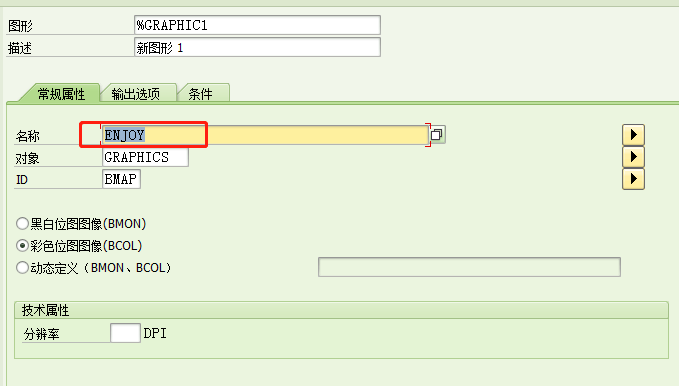 图形 %GRAPHIC1
描述 新图形 1
常规属性 输出选项 条件
名称 ENJOY
对象 GRAPHICS
ID BMAP
黑白位图图像(BMON)
彩色位图图像(BCOL)
动态定义（BMON、BCOL）
技术属性
分辨率 DPI